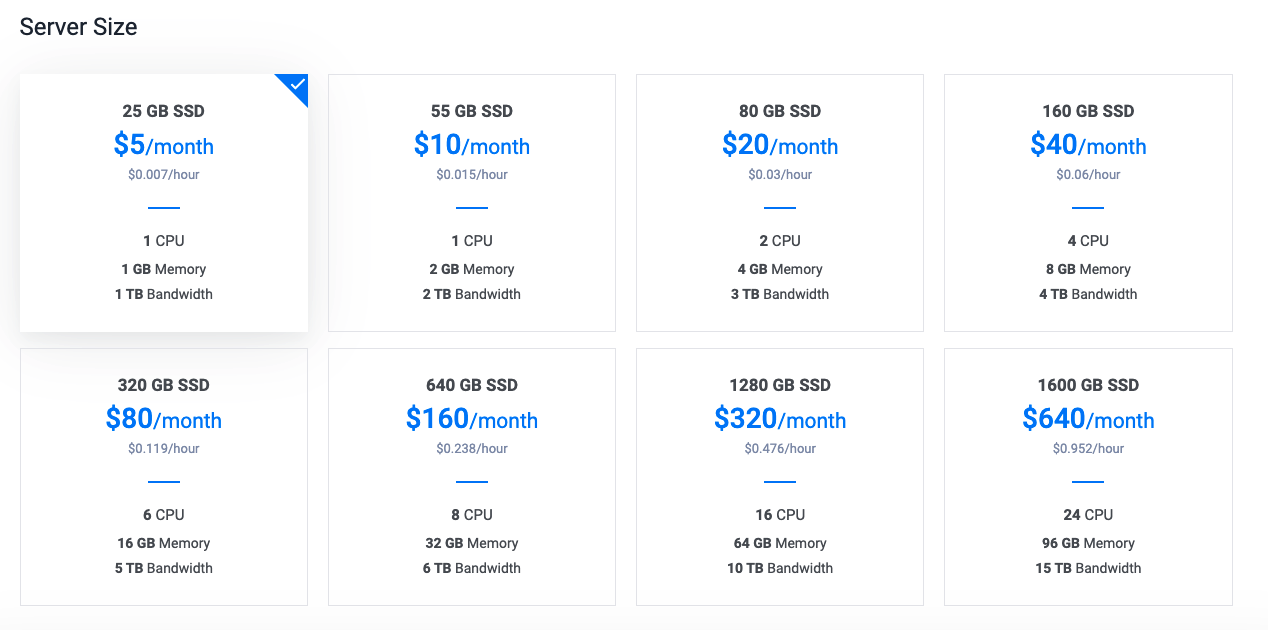 Server Size
25 GB SSD
$5/month
$0.007/hour
1 CPU
1 GB Memory
1 TB Bandwidth
55 GB SSD
$10/month
$0.015/hour
1 CPU
2 GB Memory
2 TB Bandwidth
80 GB SSD
$20/month
$0.03/hour
2 CPU
4 GB Memory
3 TB Bandwidth
160 GB SSD
$40/month
$0.06/hour
4 CPU
8 GB Memory
4 TB Bandwidth
320 GB SSD
$80/month
$0.119/hour
6 CPU
16 GB Memory
5 TB Bandwidth
640 GB SSD
$160/month
$0.238/hour
8 CPU
32 GB Memory
6 TB Bandwidth
1280 GB SSD
$320/month
$0.476/hour
16 CPU
64 GB Memory
10 TB Bandwidth
1600 GB SSD
$640/month
$0.952/hour
24 CPU
96 GB Memory
15 TB Bandwidth